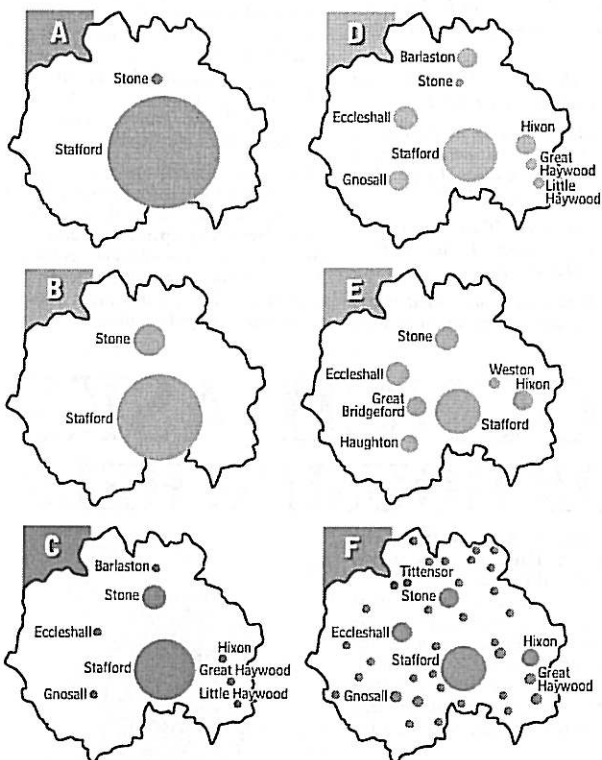 A
Stone
Stafford
B
Stone
Stafford
C
Barlaston
Stone
Eccleshall
Stafford
Hixon
Great Haywood
Gnosall
Little Haywood
D
Barlaston
Stone
Eccleshall
Hixon
Stafford
Great
Haywood
Gnosall
Little
Haywood
E
Stone
Eccleshall
Weston
Hixon
Great
Bridgeford
Stafford
Haughton
F
Tittensor
Stone
Eccleshall
Hixon
Stafford
Great
Haywood
Gnosall